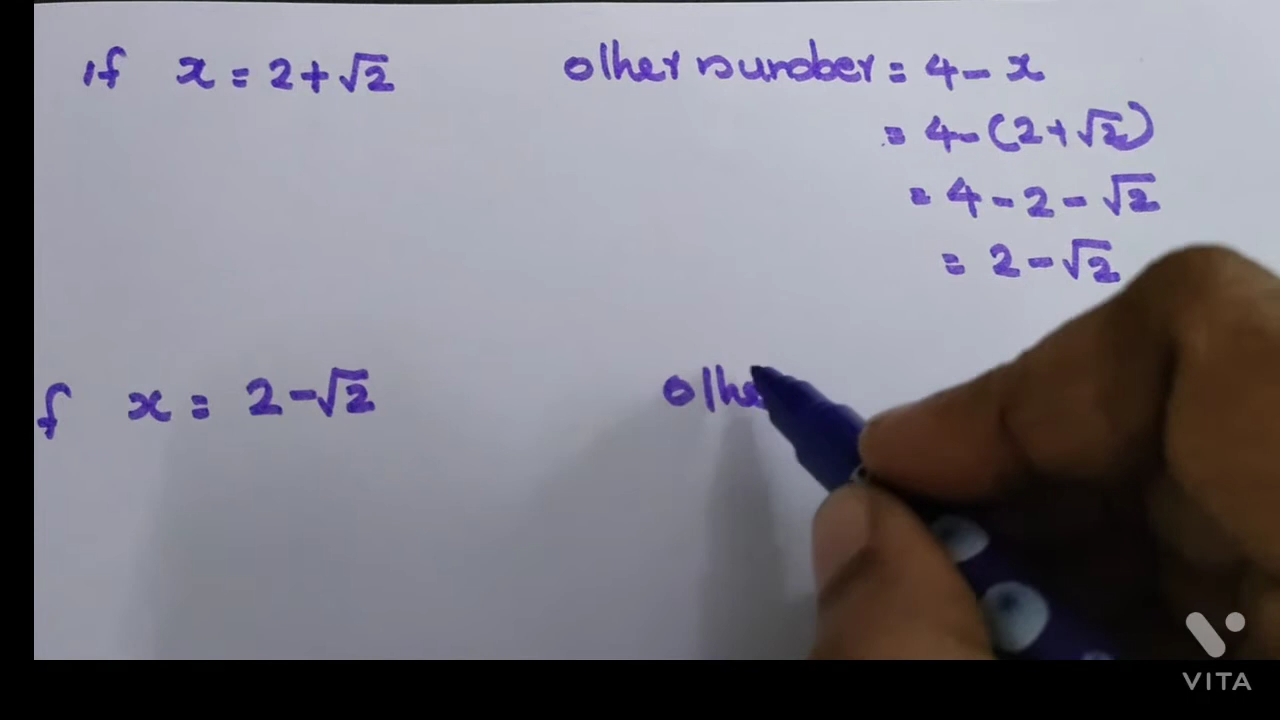 if x = 2+√2 other number = 4 - x
= 4-(2+√2)
= 4 - 2 - √2
= 2 - √2
f x = 2-√2 othe
VITA